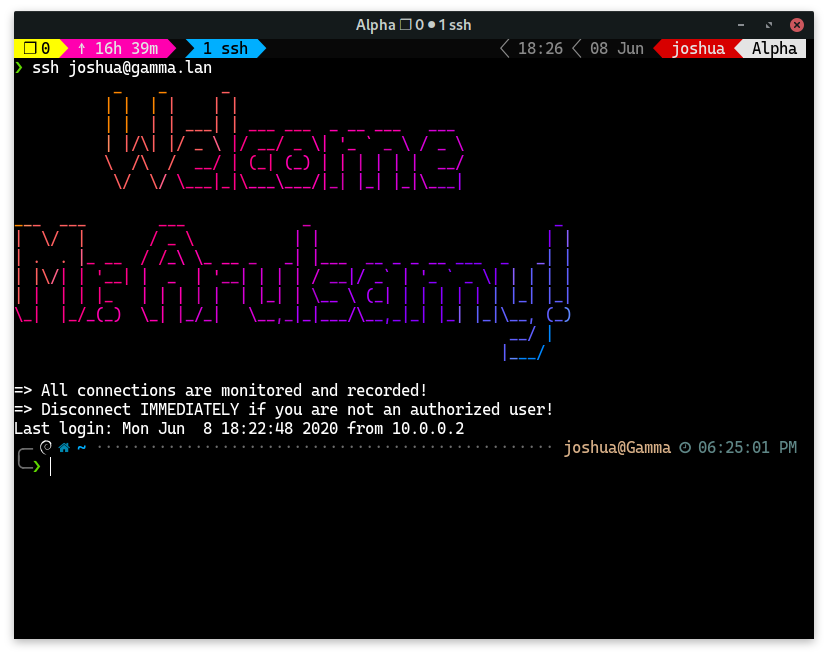 Alpha ❐ 0 ● 1 ssh
❐ 0 ↑ 16h 39m 1 ssh 18:26 08 Jun joshua Alpha
❯ ssh joshua@gamma.lan
Welcome
=> All connections are monitored and recorded!
=> Disconnect IMMEDIATELY if you are not an authorized user!
Last login: Mon Jun  8 18:22:48 2020 from 10.0.0.2
~ joshua@Gamma 06:25:01 PM
❯